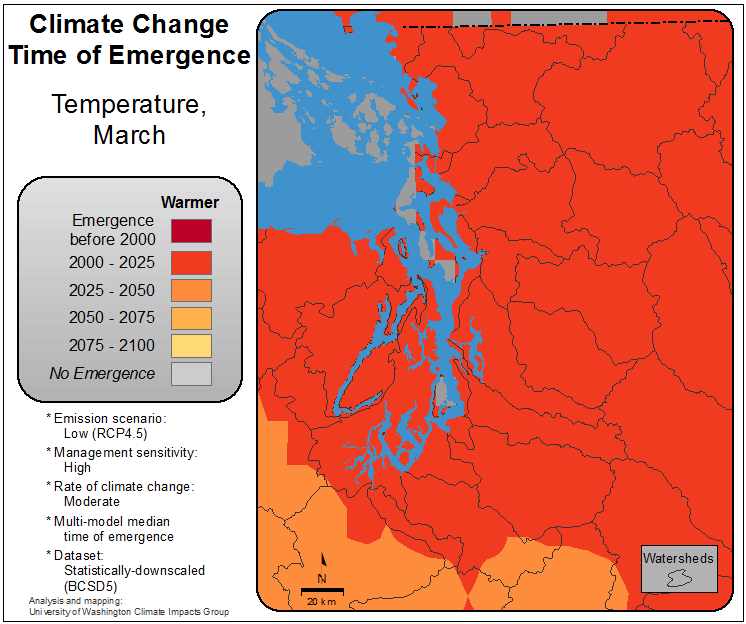 Climate Change
Time of Emergence
Temperature,
March
Warmer
Emergence
before 2000
2000 - 2025
2025 - 2050
2050 - 2075
2075 - 2100
No Emergence
* Emission scenario:
Low (RCP4.5)
* Management sensitivity:
High
* Rate of climate change:
Moderate
* Multi-model median
time of emergence
* Dataset:
Statistically-downscaled
(BCSD5)
Analysis and mapping:
University of Washington Climate Impacts Group
N
20 km
Watersheds